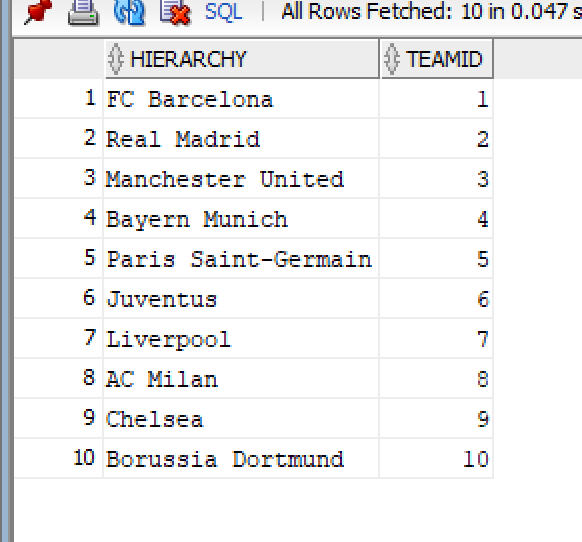 SQL | All Rows Fetched: 10 in 0.047 s
HIERARCHY TEAMID
1 FC Barcelona 1
2 Real Madrid 2
3 Manchester United 3
4 Bayern Munich 4
5 Paris Saint-Germain 5
6 Juventus 6
7 Liverpool 7
8 AC Milan 8
9 Chelsea 9
10 Borussia Dortmund 10